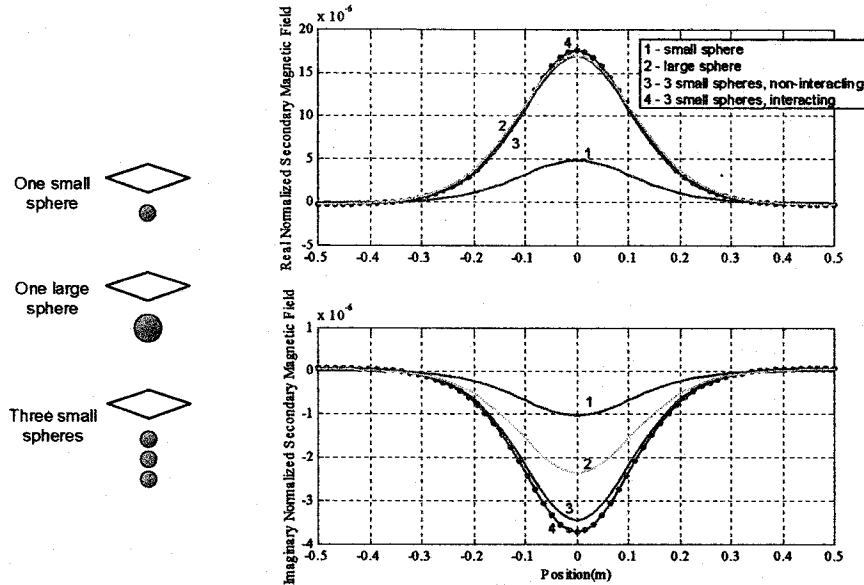 One small
sphere
One large
sphere
Three small
spheres
x 10⁻⁶
Real Normalized Secondary Magnetic Field
20
15
10
5
0
-5
-0.5 -0.4 -0.3 -0.2 -0.1 0 0.1 0.2 0.3 0.4 0.5
1 - small sphere
2 - large sphere
3 - 3 small spheres, non-interacting
4 - 3 small spheres, interacting
4
2
3
1
x 10⁻⁶
Imaginary Normalized Secondary Magnetic Field
1
0
-1
-2
-3
-4
-0.5 -0.4 -0.3 -0.2 -0.1 0 0.1 0.2 0.3 0.4 0.5
1
2
3
4
Position(m)